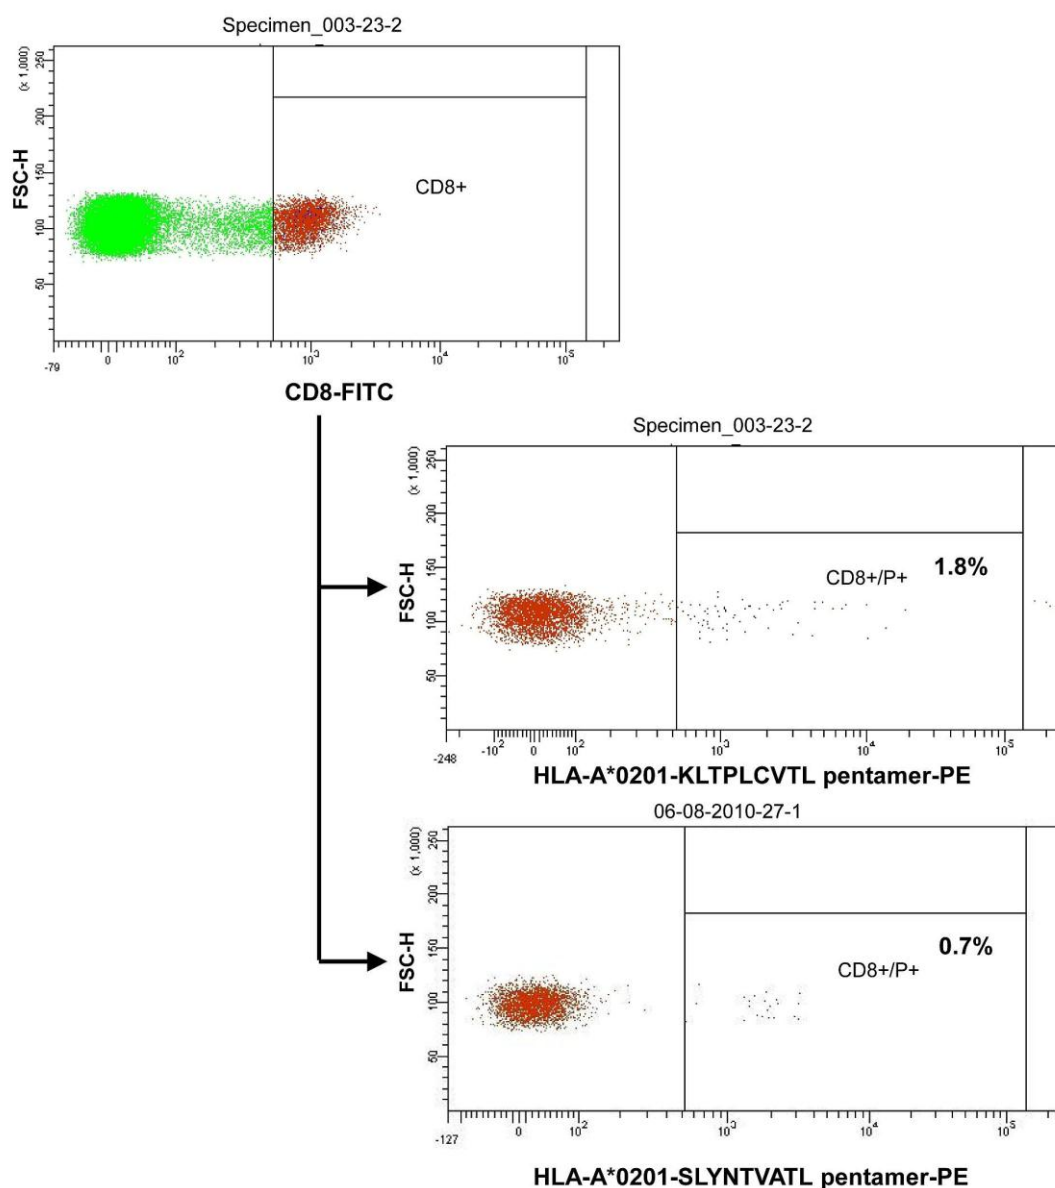 Specimen_003-23-2
(x 1,000)
250
200
150
100
50
FSC-H
CD8+
-79
0
10²
10³
10⁴
10⁵
CD8-FITC
Specimen_003-23-2
(x 1,000)
250
200
150
100
50
FSC-H
CD8+/P+
1.8%
-248
-10²
0
10²
10³
10⁴
10⁵
HLA-A*0201-KLTPLCVTL pentamer-PE
06-08-2010-27-1
(x 1,000)
250
200
150
100
50
FSC-H
0.7%
CD8+/P+
-127
0
10²
10³
10⁴
10⁵
HLA-A*0201-SLYNTVATL pentamer-PE